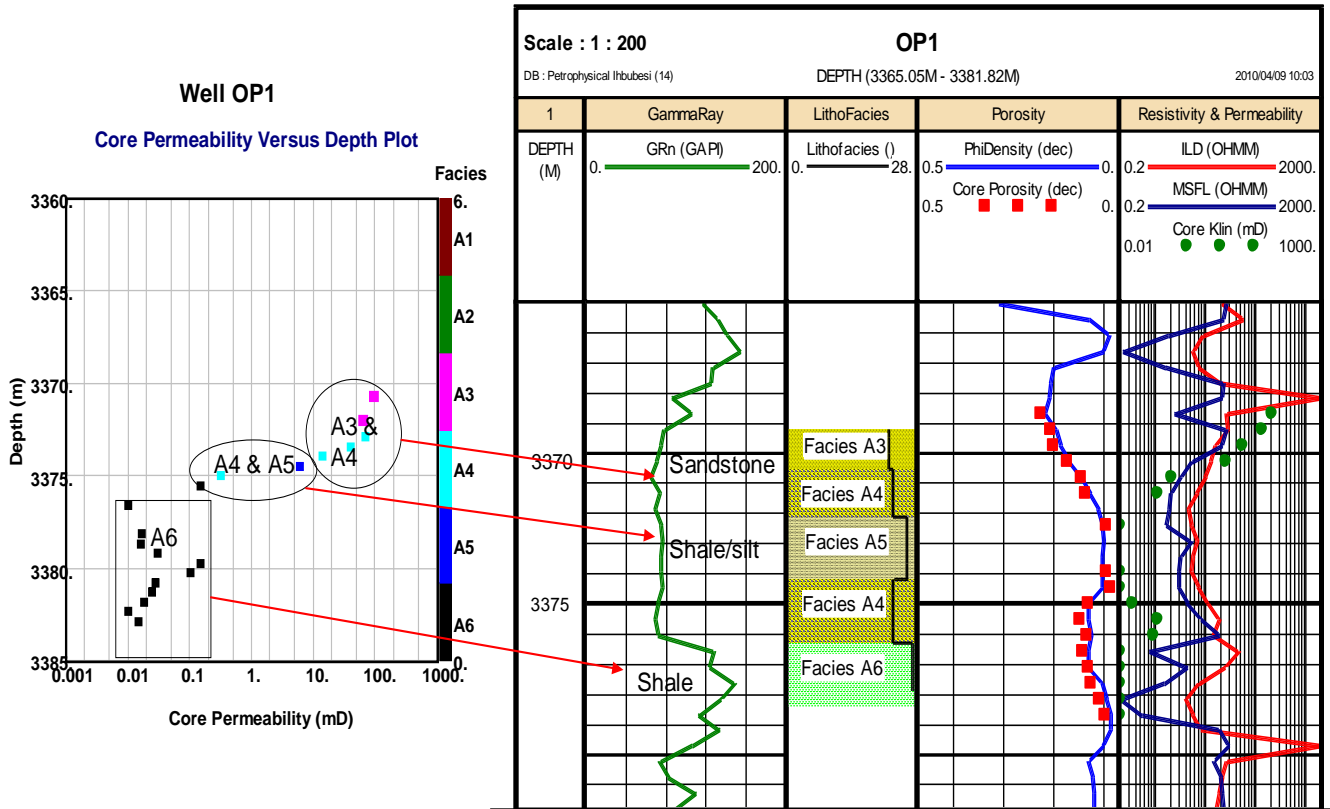 Well OP1
Core Permeability Versus Depth Plot
Facies
Depth (m)
3360.
3365.
3370.
3375.
3380.
3385.
0.001 0.01 0.1 1. 10. 100. 1000.
Core Permeability (mD)
6.
A1
A2
A3
A4
A5
A6
0.
A3 &
A4
A4 & A5
A6
Scale : 1 : 200
OP1
DB : Petrophysical Ihbubesi (14)
DEPTH (3365.05M - 3381.82M)
2010/04/09 10:03
1 GammaRay LithoFacies Porosity Resistivity & Permeability
DEPTH
(M)
GRn (GAPI)
0. 200.
Lithofacies ()
0. 28.
PhiDensity (dec)
0.5 0.
Core Porosity (dec)
0.5 0.
ILD (OHMM)
0.2 2000.
MSFL (OHMM)
0.2 2000.
Core Klin (mD)
0.01 1000.
3370
3375
Sandstone
Shale/silt
Shale
Facies A3
Facies A4
Facies A5
Facies A4
Facies A6